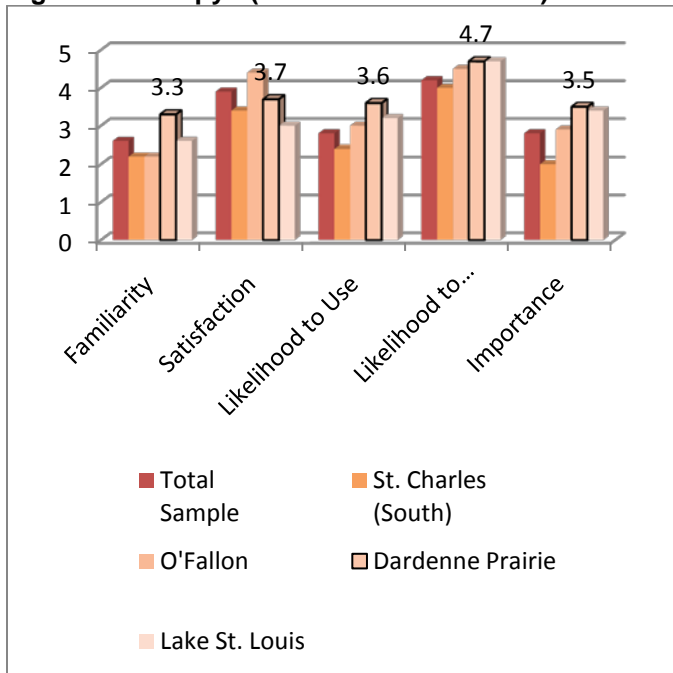 5
4
3
2
1
0
3.3
3.7
3.6
4.7
3.5
Familiarity
Satisfaction
Likelihood to Use
Likelihood to...
Importance
Total Sample
St. Charles (South)
O'Fallon
Dardenne Prairie
Lake St. Louis